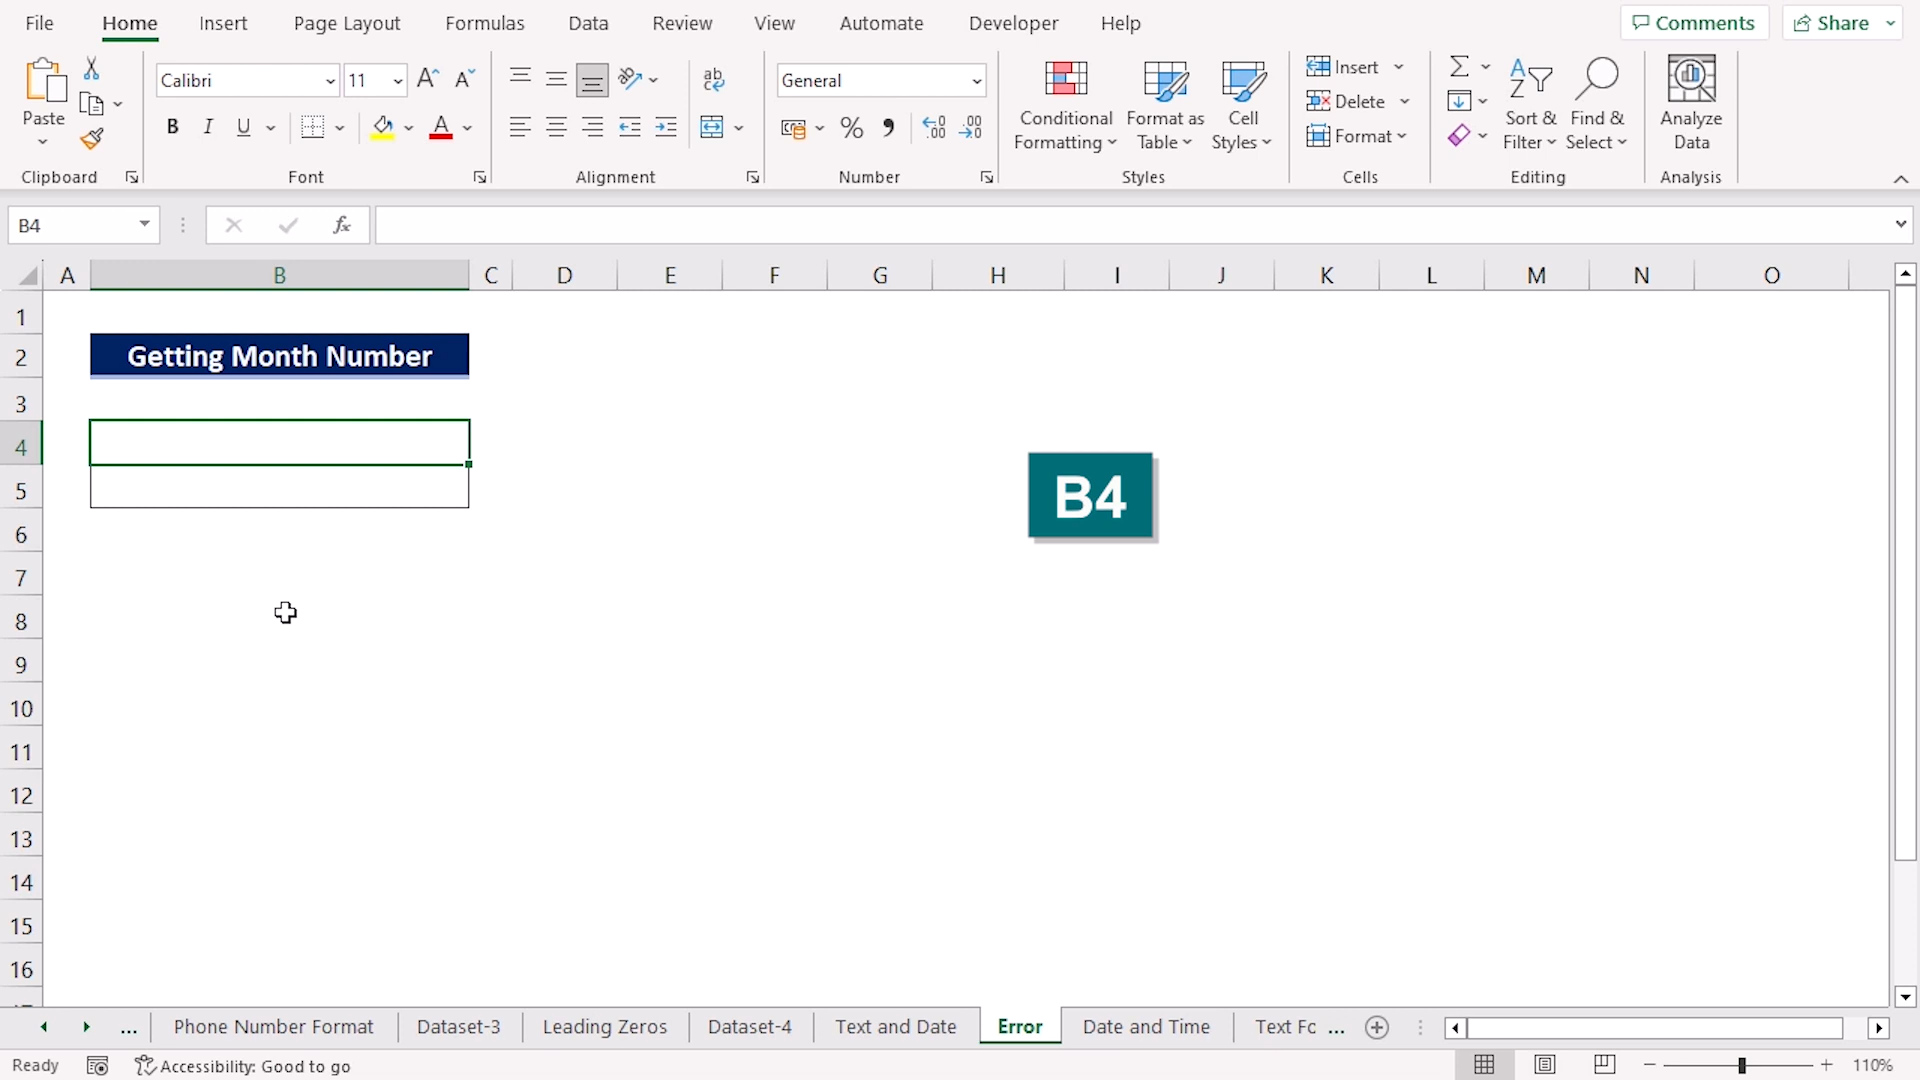 File Home Insert Page Layout Formulas Data Review View Automate Developer Help Comments Share
Calibri 11 General
Paste
Conditional Formatting
Format as Table
Cell Styles
Insert
Delete
Format
Sort & Filter
Find & Select
Analyze Data
Clipboard Font Alignment Number Styles Cells Editing Analysis
B4 fx
A B C D E F G H I J K L M N O
1
2 Getting Month Number
3
4
B4
5
6
7
8
9
10
11
12
13
14
15
16
... Phone Number Format Dataset-3 Leading Zeros Dataset-4 Text and Date Error Date and Time Text Fc ...
Ready Accessibility: Good to go 110%